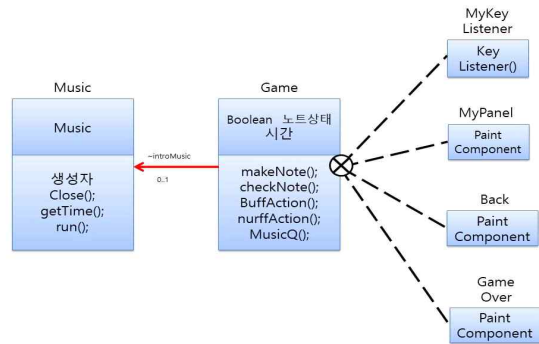 Music
Music
생성자
Close();
getTime();
run();
~introMusic
0..1
Game
Boolean 노트상태
시간
makeNote();
checkNote();
BuffAction();
nurffAction();
MusicQ();
MyKey
Listener
Key
Listener()
MyPanel
Paint
Component
Back
Paint
Component
Game
Over
Paint
Component